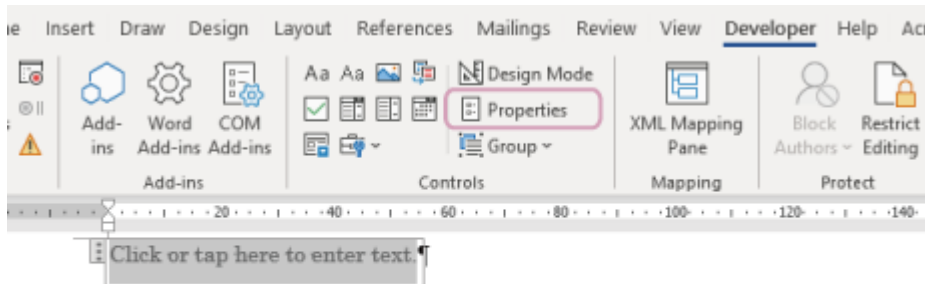 e Insert Draw Design Layout References Mailings Review View Developer Help Ac
Aa Aa Design Mode
Properties
Group
Add-ins
Word Add-ins
COM Add-ins
XML Mapping Pane
Block Authors
Restrict Editing
Add-ins Controls Mapping Protect
20 40 60 80 100 120 140
Click or tap here to enter text.¶